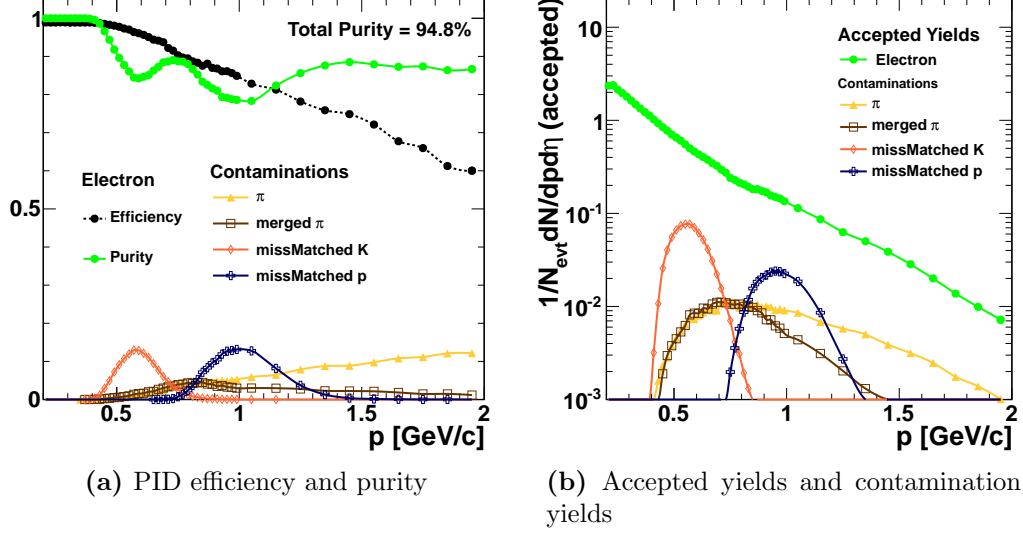 Total Purity = 94.8%
1
0.5
0
Electron
Efficiency
Purity
Contaminations
π
merged π
missMatched K
missMatched p
0.5
1
1.5
2
p [GeV/c]
(a) PID efficiency and purity
1/N_evt dN/dpdη (accepted)
10
1
10^-1
10^-2
10^-3
Accepted Yields
Electron
Contaminations
π
merged π
missMatched K
missMatched p
0.5
1
1.5
2
p [GeV/c]
(b) Accepted yields and contamination
yields